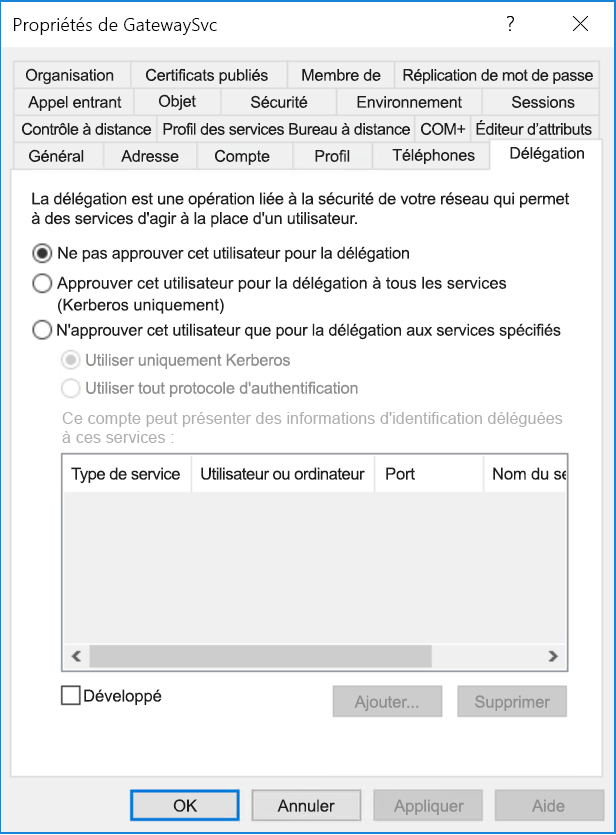 Propriétés de GatewaySvc ? ×
Organisation Certificats publiés Membre de Réplication de mot de passe
Appel entrant Objet Sécurité Environnement Sessions
Contrôle à distance Profil des services Bureau à distance COM+ Éditeur d'attributs
Général Adresse Compte Profil Téléphones Délégation
La délégation est une opération liée à la sécurité de votre réseau qui permet
à des services d'agir à la place d'un utilisateur.
Ne pas approuver cet utilisateur pour la délégation
Approuver cet utilisateur pour la délégation à tous les services
(Kerberos uniquement)
N'approuver cet utilisateur que pour la délégation aux services spécifiés
Utiliser uniquement Kerberos
Utiliser tout protocole d'authentification
Ce compte peut présenter des informations d'identification déléguées
à ces services :
Type de service Utilisateur ou ordinateur Port Nom du se
Développé Ajouter... Supprimer
OK Annuler Appliquer Aide